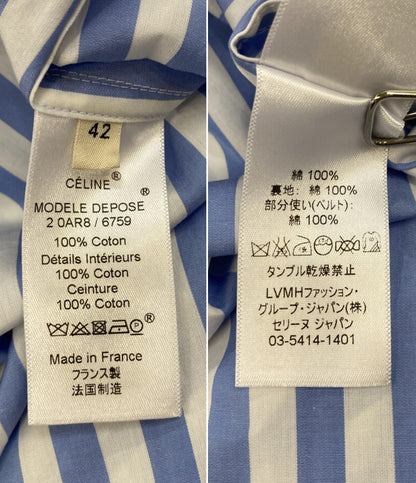 42
CÉLINE®
MODELE DEPOSE®
2 0AR8 / 6759
100% Coton
Détails Intérieurs
100% Coton
Ceinture
100% Coton
Made in France
フランス製
法国制造
綿 100%
裏地: 綿 100%
部分使い(ベルト):
綿 100%
タンブル乾燥禁止
LVMHファッション・
グループ・ジャパン(株)
セリーヌ ジャパン
03-5414-1401